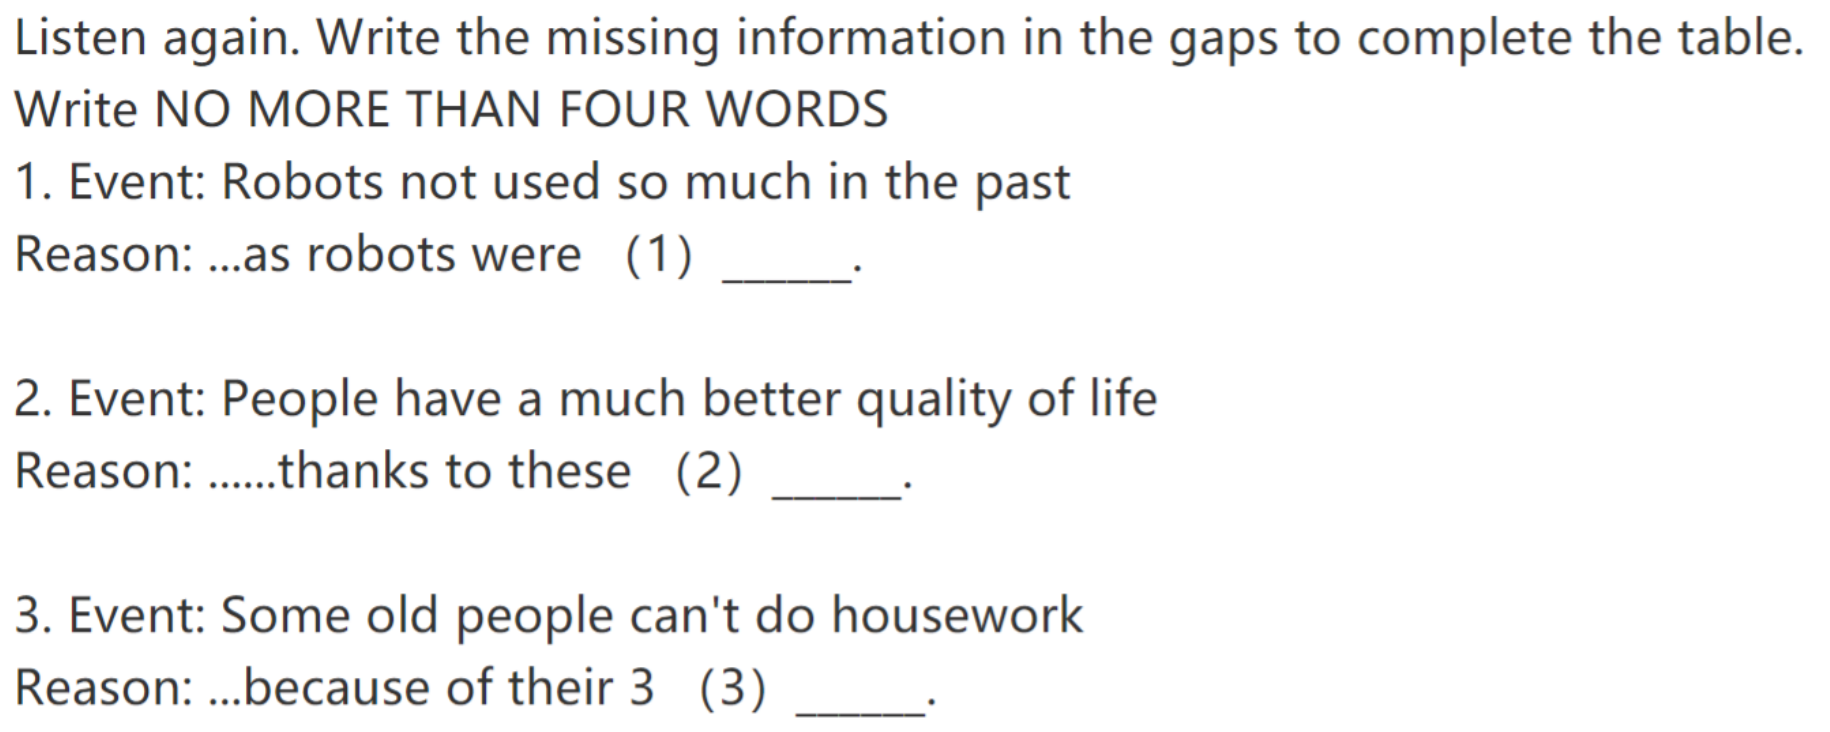 Listen again. Write the missing information in the gaps to complete the table.
Write NO MORE THAN FOUR WORDS
1. Event: Robots not used so much in the past
Reason: ...as robots were （1）______.
2. Event: People have a much better quality of life
Reason: ......thanks to these （2）______.
3. Event: Some old people can't do housework
Reason: ...because of their 3 （3）______.